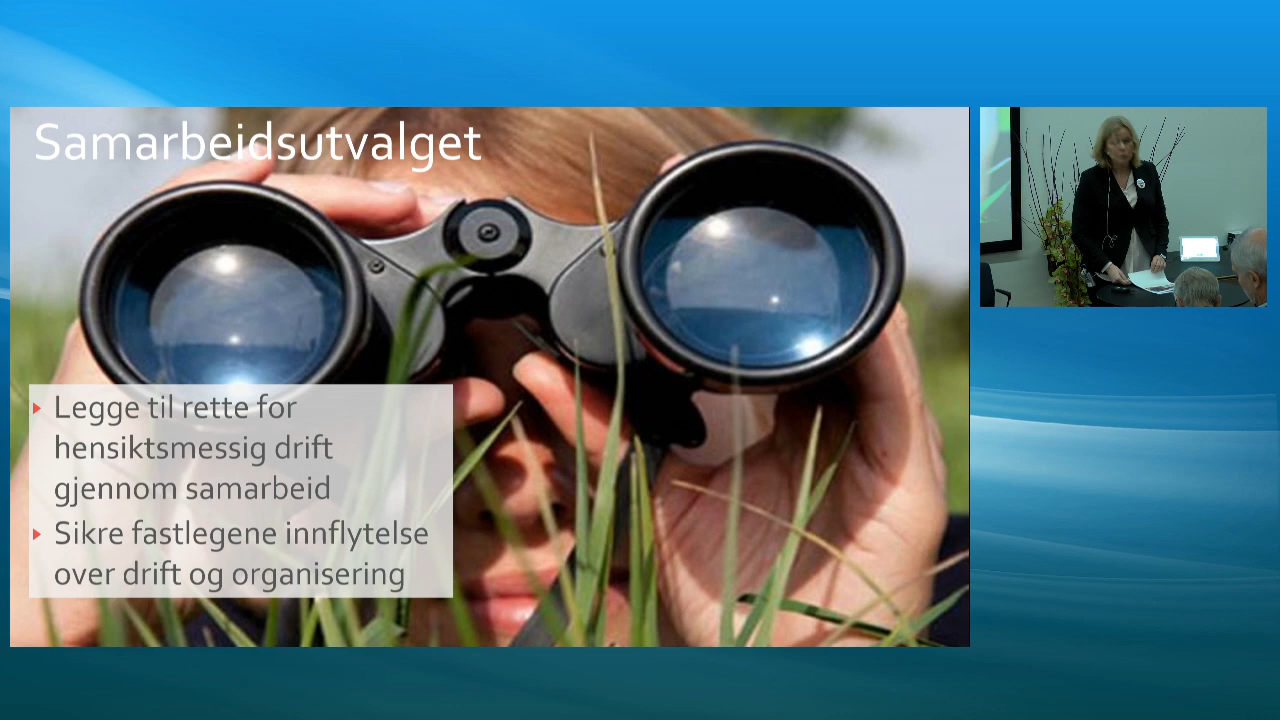 Samarbeidsutvalget
Legge til rette for
hensiktsmessig drift
gjennom samarbeid
Sikre fastlegene innflytelse
over drift og organisering